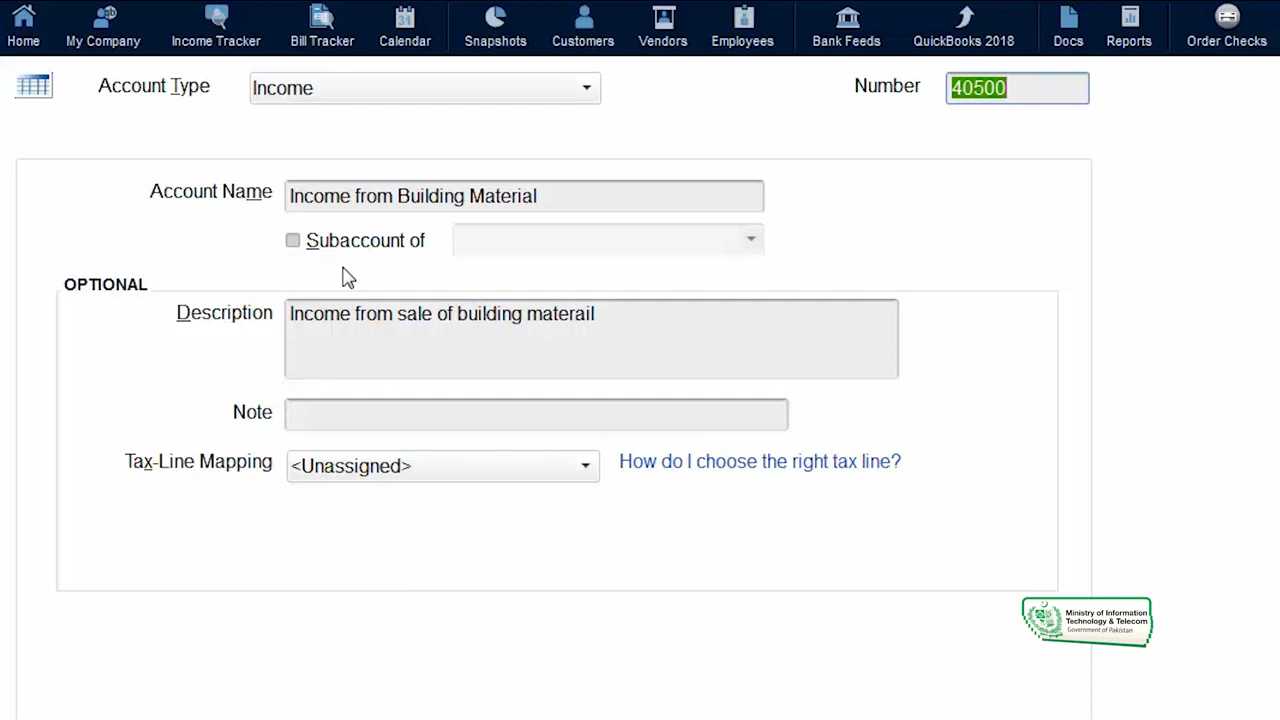 Home My Company Income Tracker Bill Tracker Calendar Snapshots Customers Vendors Employees Bank Feeds QuickBooks 2018 Docs Reports Order Checks
Account Type Income Number 40500
Account Name Income from Building Material
Subaccount of
OPTIONAL
Description Income from sale of building materail
Note
Tax-Line Mapping <Unassigned> How do I choose the right tax line?
Ministry of Information
Technology & Telecom
Government of Pakistan